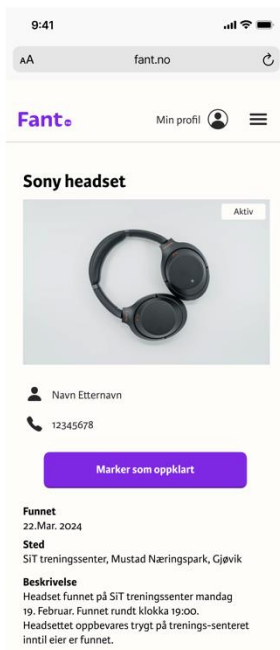 9:41
AA
fant.no
Fant.
Min profil
Sony headset
Aktiv
Navn Etternavn
12345678
Marker som oppklart
Funnet
22.Mar. 2024
Sted
SiT treningssenter, Mustad Næringspark, Gjøvik
Beskrivelse
Headset funnet på SiT treningssenter mandag
19. Februar. Funnet rundt klokka 19:00.
Headsettet oppbevares trygt på trenings-senteret
inntil eier er funnet.